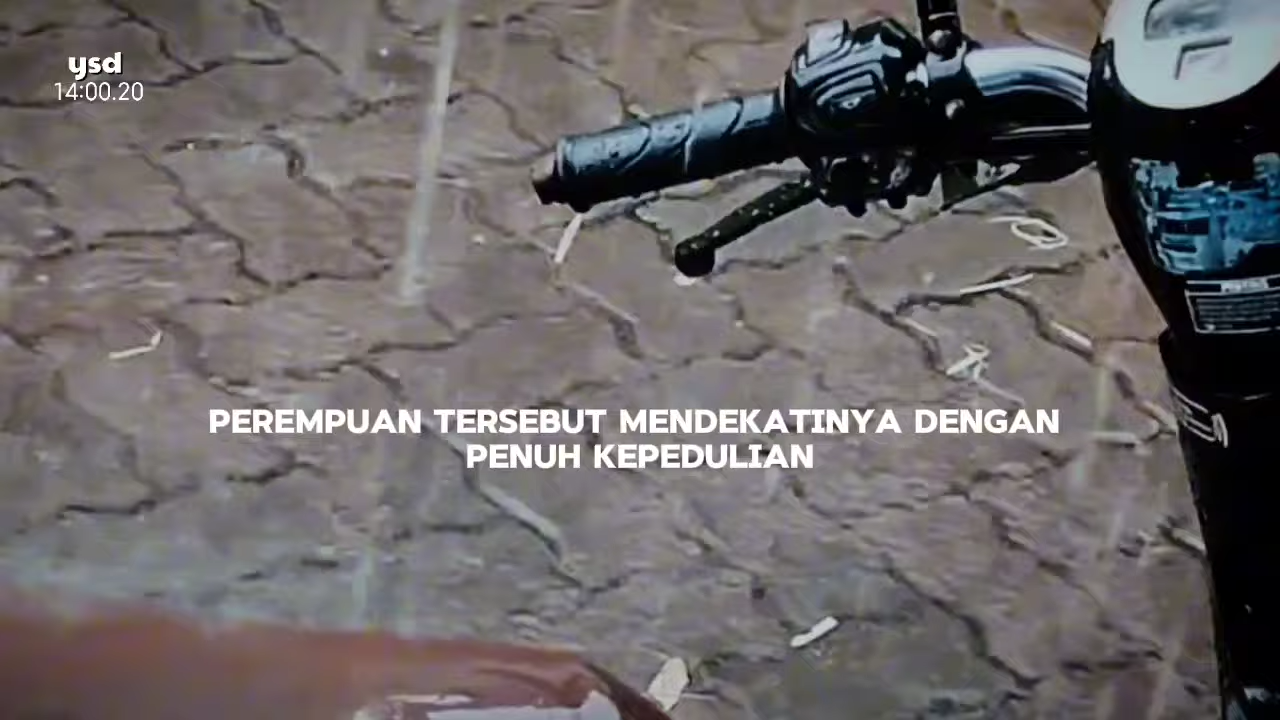 ysd
14:00.20
PEREMPUAN TERSEBUT MENDEKATINYA DENGAN
PENUH KEPEDULIAN